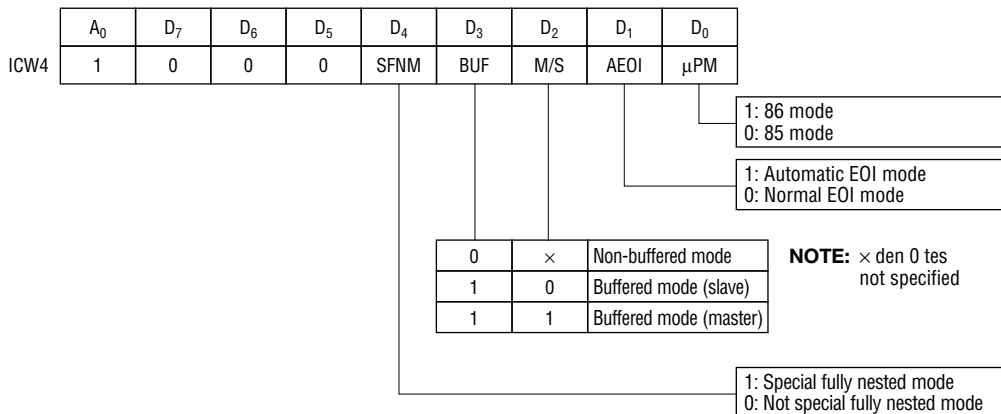 A₀ D₇ D₆ D₅ D₄ D₃ D₂ D₁ D₀
ICW4 1 0 0 0 SFNM BUF M/S AEOI µPM
1: 86 mode
0: 85 mode
1: Automatic EOI mode
0: Normal EOI mode
0 × Non-buffered mode
1 0 Buffered mode (slave)
1 1 Buffered mode (master)
NOTE: × den 0 tes
not specified
1: Special fully nested mode
0: Not special fully nested mode